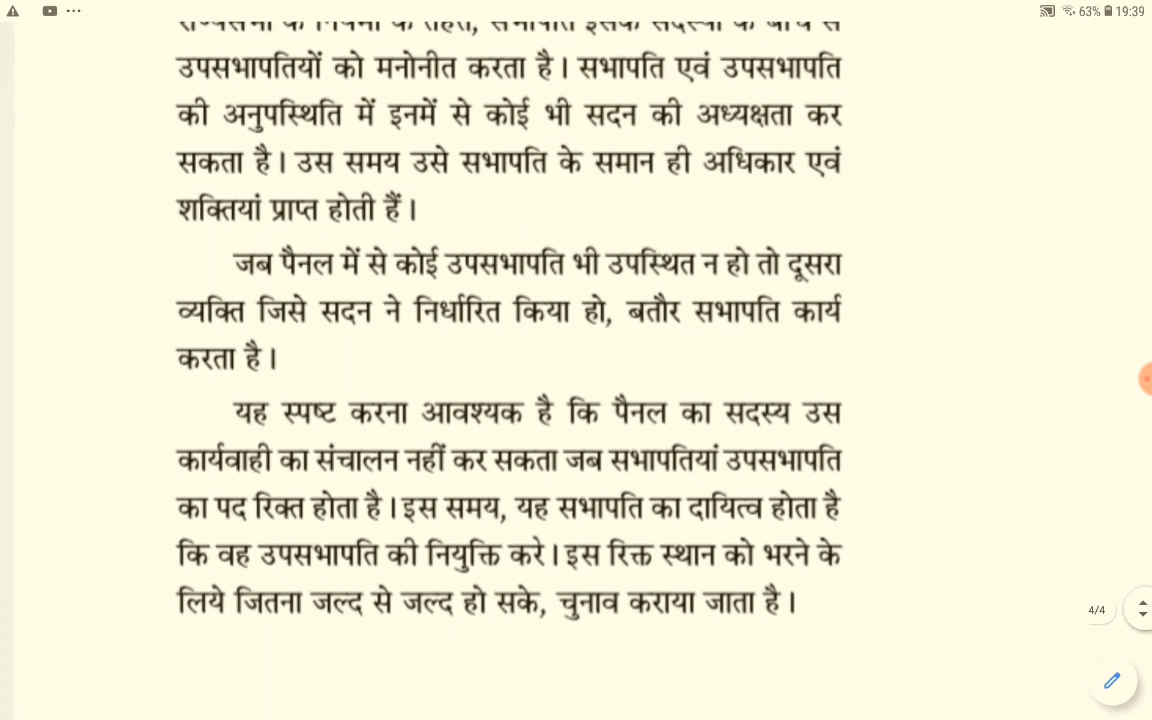 63% 19:39
उपसभापतियों को मनोनीत करता है। सभापति एवं उपसभापति
की अनुपस्थिति में इनमें से कोई भी सदन की अध्यक्षता कर
सकता है। उस समय उसे सभापति के समान ही अधिकार एवं
शक्तियां प्राप्त होती हैं।
जब पैनल में से कोई उपसभापति भी उपस्थित न हो तो दूसरा
व्यक्ति जिसे सदन ने निर्धारित किया हो, बतौर सभापति कार्य
करता है।
यह स्पष्ट करना आवश्यक है कि पैनल का सदस्य उस
कार्यवाही का संचालन नहीं कर सकता जब सभापतियां उपसभापति
का पद रिक्त होता है। इस समय, यह सभापति का दायित्व होता है
कि वह उपसभापति की नियुक्ति करे। इस रिक्त स्थान को भरने के
लिये जितना जल्द से जल्द हो सके, चुनाव कराया जाता है।
4/4